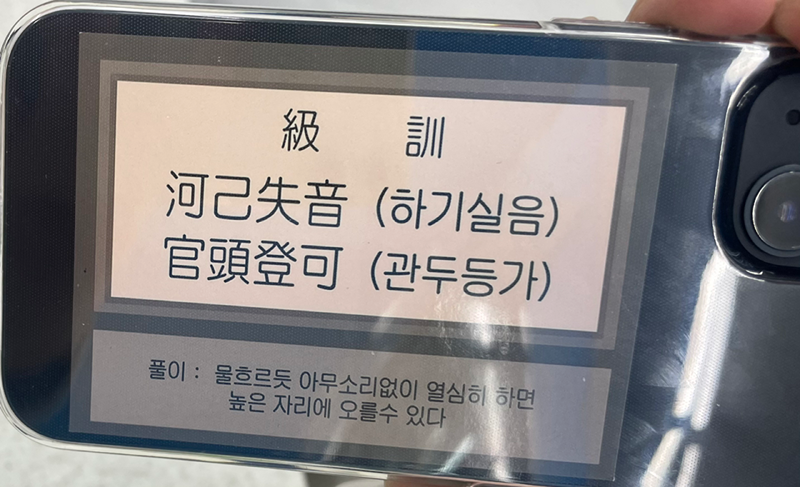 級 訓
河己失音 (하기실음)
官頭登可 (관두등가)
풀이 : 물흐르듯 아무소리없이 열심히 하면
높은 자리에 오를수 있다